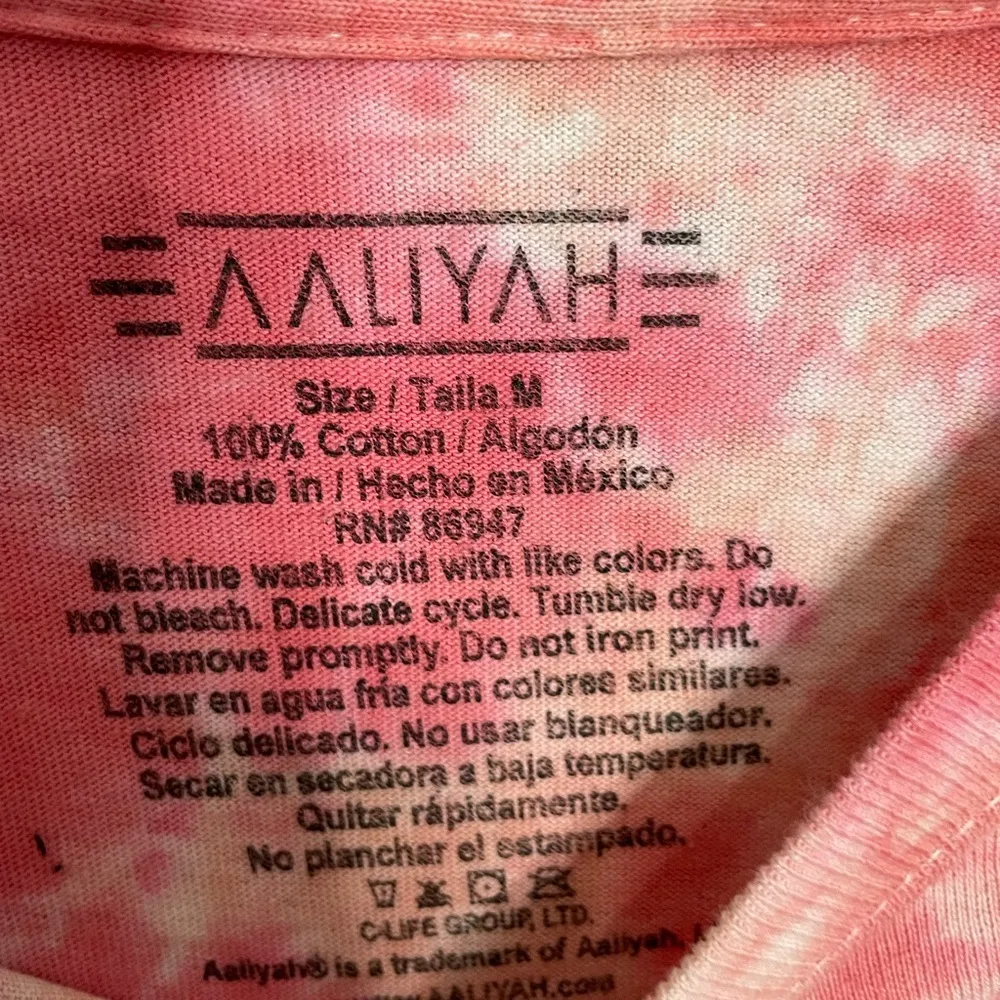 AALIYAH
Size / Talla M
100% Cotton / Algodón
Made in / Hecho en México
RN# 86947
Machine wash cold with like colors. Do
not bleach. Delicate cycle. Tumble dry low.
Remove promptly. Do not iron print.
Lavar en agua fría con colores similares.
Ciclo delicado. No usar blanqueador.
Secar en secadora a baja temperatura.
Quitar rápidamente.
No planchar el estampado.
C-LIFE GROUP, LTD.
Aaliyah® is a trademark of Aaliyah,
AALIYAH.com